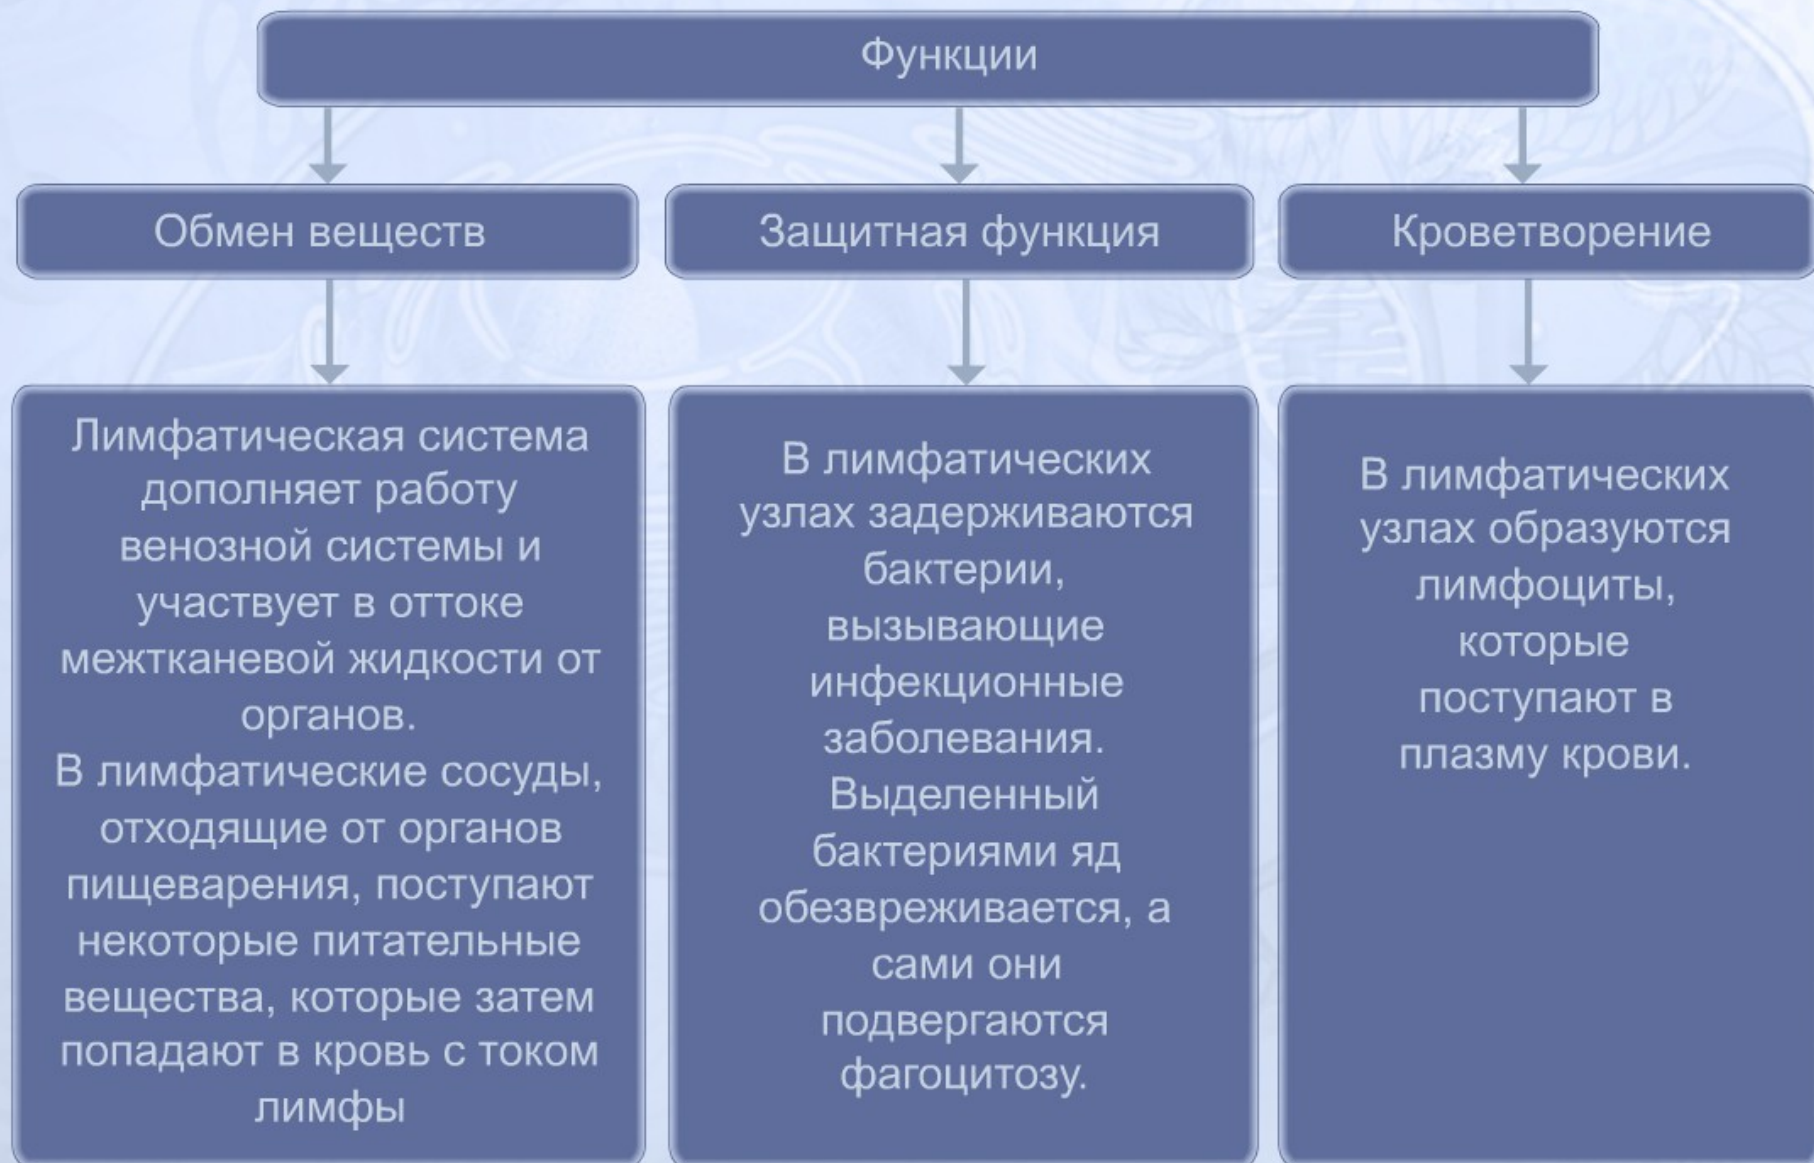 Функции
Обмен веществ
Защитная функция
Кроветворение
Лимфатическая система
дополняет работу
венозной системы и
участвует в оттоке
межтканевой жидкости от
органов.
В лимфатические сосуды,
отходящие от органов
пищеварения, поступают
некоторые питательные
вещества, которые затем
попадают в кровь с током
лимфы
В лимфатических
узлах задерживаются
бактерии,
вызывающие
инфекционные
заболевания.
Выделенный
бактериями яд
обезвреживается, а
сами они
подвергаются
фагоцитозу.
В лимфатических
узлах образуются
лимфоциты,
которые
поступают в
плазму крови.